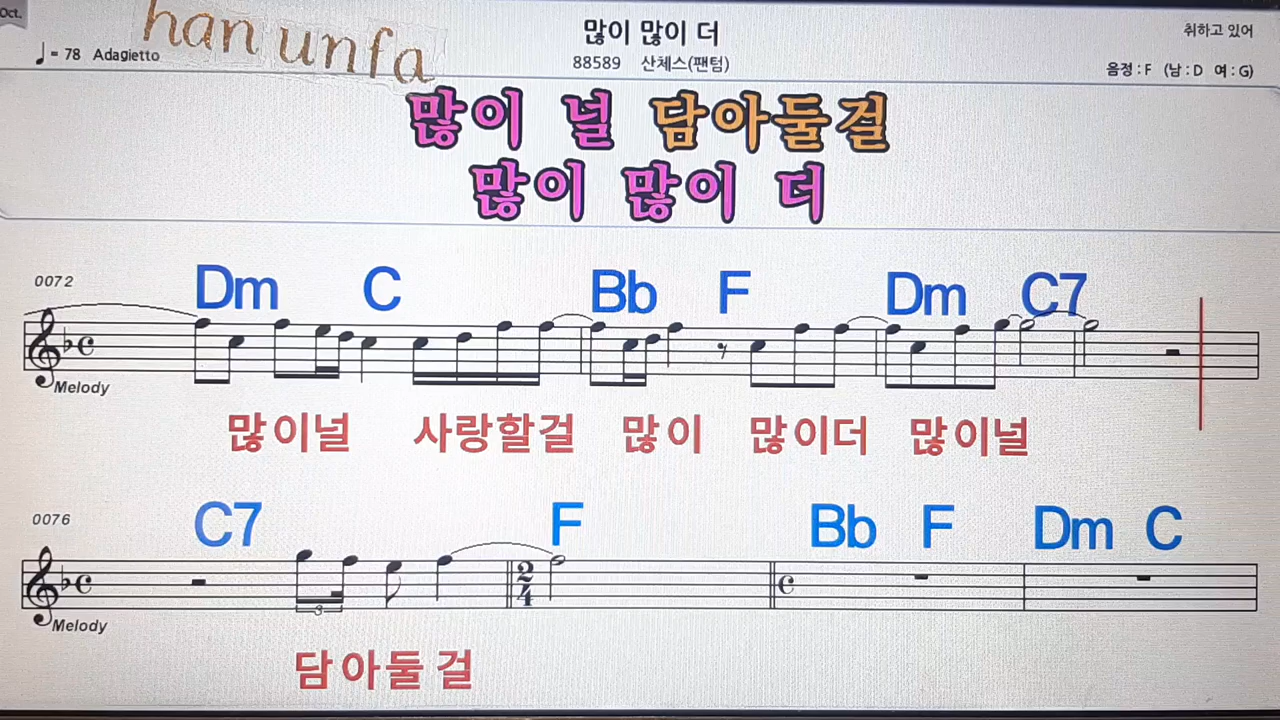 Oct.
han unfa
많이 많이 더
취하고 있어
♩= 78 Adagietto
88589 산체스(팬텀)
음정 : F (남 : D 여 : G)
많이 널 담아둘걸
많이 많이 더
0072
Dm C Bb F Dm C7
Melody
많이널 사랑할걸 많이 많이더 많이널
0076
C7 F Bb F Dm C
2
4
3
Melody
담아둘걸